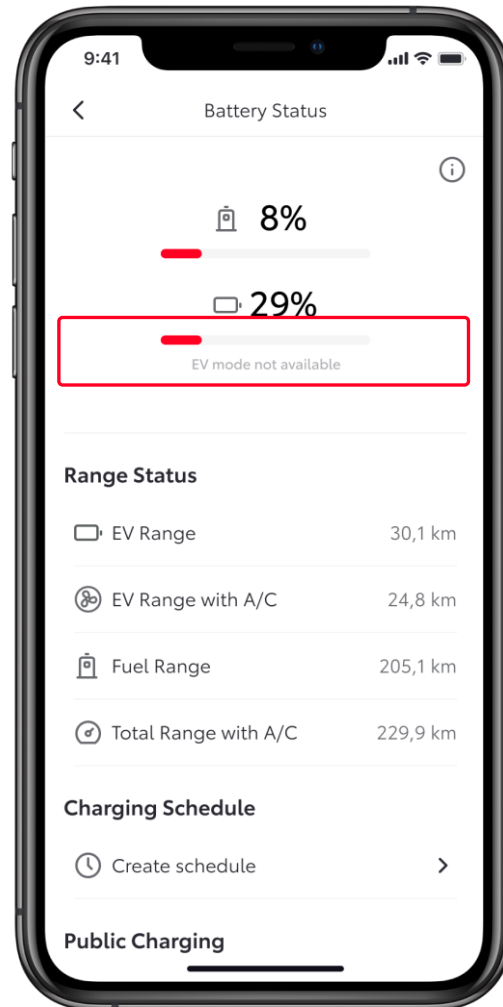 9:41
Battery Status
8%
29%
EV mode not available
Range Status
EV Range 30,1 km
EV Range with A/C 24,8 km
Fuel Range 205,1 km
Total Range with A/C 229,9 km
Charging Schedule
Create schedule
Public Charging